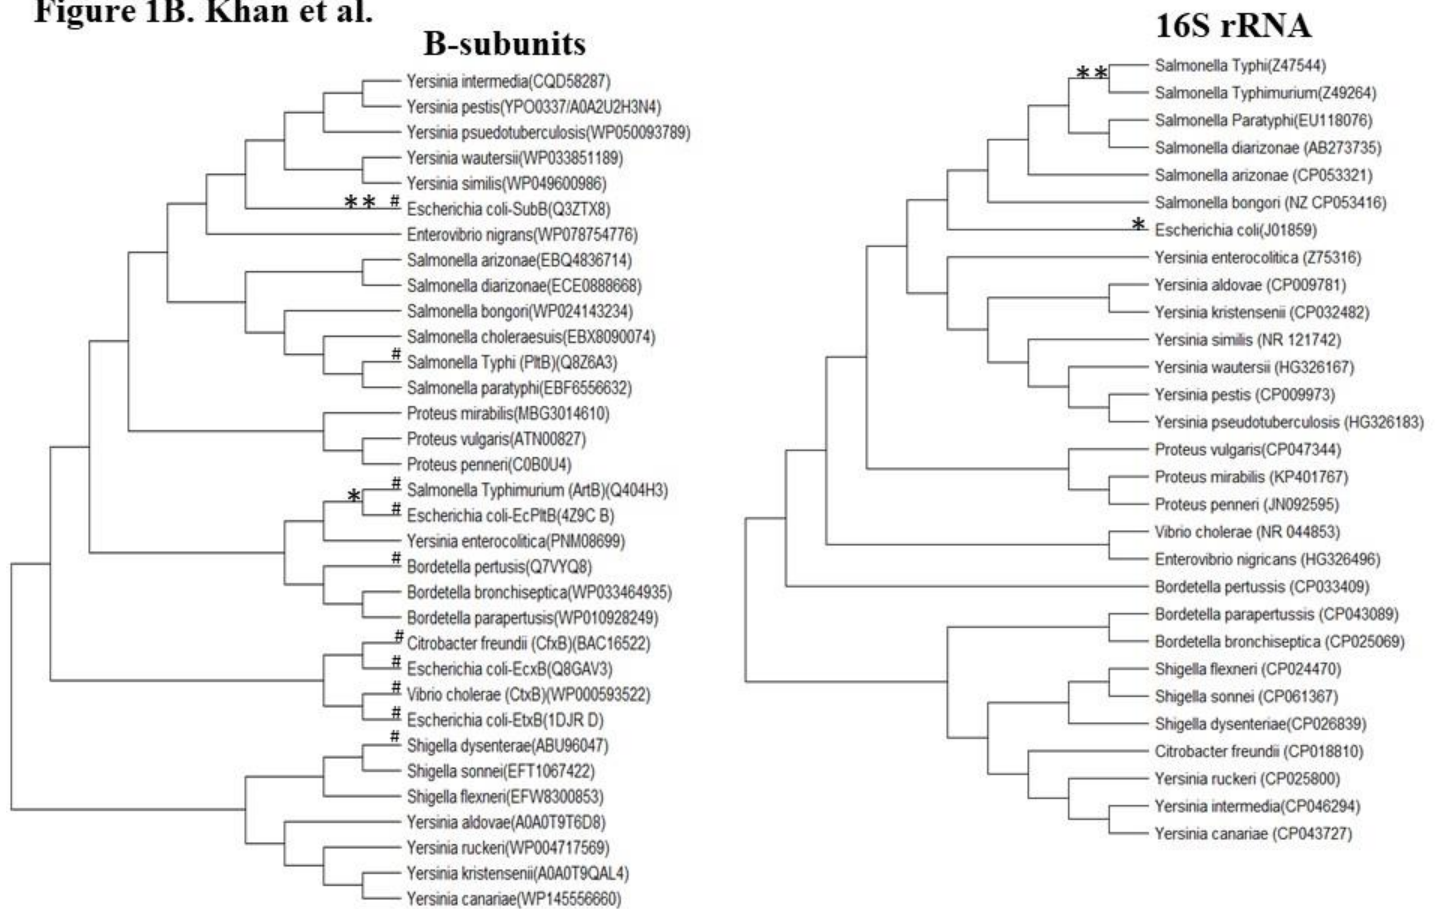 Figure 1B. Khan et al.
B-subunits
Yersinia intermedia(CQD58287)
Yersinia pestis(YPO0337/A0A2U2H3N4)
Yersinia psuedotuberculosis(WP050093789)
Yersinia wautersii(WP033851189)
Yersinia similis(WP049600986)
** # Escherichia coli-SubB(Q3ZTX8)
Enterovibrio nigrans(WP078754776)
Salmonella arizonae(EBQ4836714)
Salmonella diarizonae(ECE0888668)
Salmonella bongori(WP024143234)
Salmonella choleraesuis(EBX8090074)
# Salmonella Typhi (PltB)(Q8Z6A3)
Salmonella paratyphi(EBF6556632)
Proteus mirabilis(MBG3014610)
Proteus vulgaris(ATN00827)
Proteus penneri(C0B0U4)
* # Salmonella Typhimurium (ArtB)(Q404H3)
# Escherichia coli-EcPltB(4Z9C B)
Yersinia enterocolitica(PNM08699)
# Bordetella pertusis(Q7VYQ8)
Bordetella bronchiseptica(WP033464935)
Bordetella parapertusis(WP010928249)
# Citrobacter freundii (CfxB)(BAC16522)
# Escherichia coli-EcxB(Q8GAV3)
# Vibrio cholerae (CtxB)(WP000593522)
# Escherichia coli-EtxB(1DJR D)
# Shigella dysenterae(ABU96047)
Shigella sonnei(EFT1067422)
Shigella flexneri(EFW8300853)
Yersinia aldovae(A0A0T9T6D8)
Yersinia ruckeri(WP004717569)
Yersinia kristensenii(A0A0T9QAL4)
Yersinia canariae(WP145556660)
16S rRNA
** Salmonella Typhi(Z47544)
Salmonella Typhimurium(Z49264)
Salmonella Paratyphi(EU118076)
Salmonella diarizonae (AB273735)
Salmonella arizonae (CP053321)
Salmonella bongori (NZ CP053416)
* Escherichia coli(J01859)
Yersinia enterocolitica (Z75316)
Yersinia aldovae (CP009781)
Yersinia kristensenii (CP032482)
Yersinia similis (NR 121742)
Yersinia wautersii (HG326167)
Yersinia pestis (CP009973)
Yersinia pseudotuberculosis (HG326183)
Proteus vulgaris(CP047344)
Proteus mirabilis (KP401767)
Proteus penneri (JN092595)
Vibrio cholerae (NR 044853)
Enterovibrio nigricans (HG326496)
Bordetella pertussis (CP033409)
Bordetella parapertussis (CP043089)
Bordetella bronchiseptica (CP025069)
Shigella flexneri (CP024470)
Shigella sonnei (CP061367)
Shigella dysenteriae(CP026839)
Citrobacter freundii (CP018810)
Yersinia ruckeri (CP025800)
Yersinia intermedia(CP046294)
Yersinia canariae (CP043727)